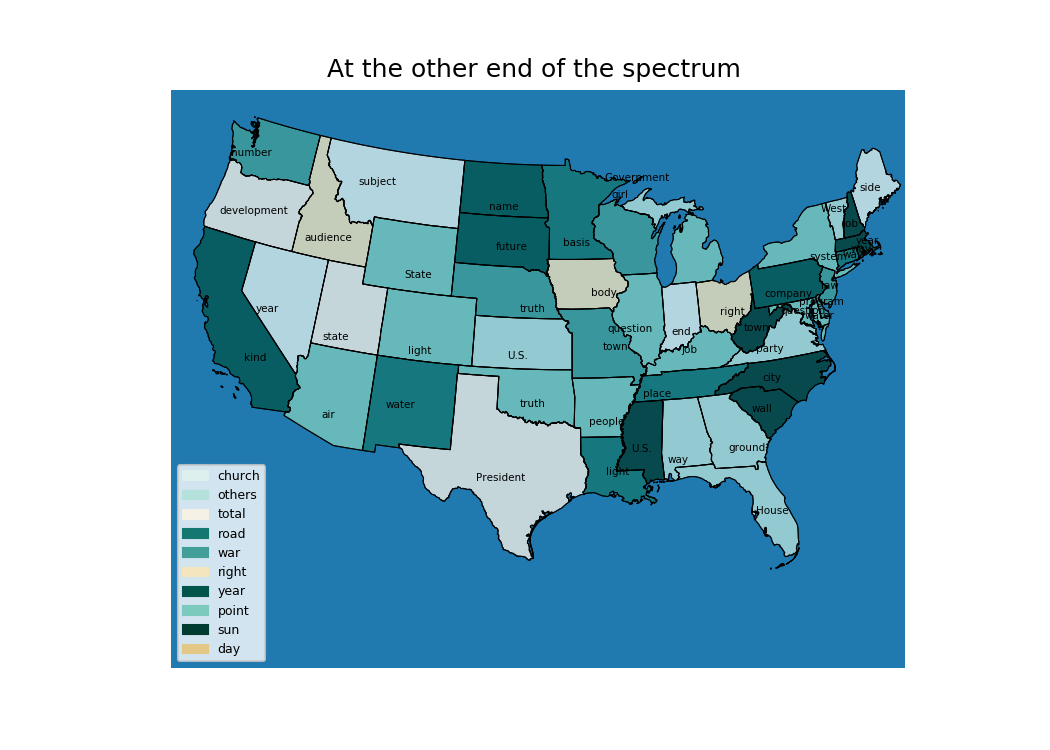 At the other end of the spectrum
number
subject
Government
girl
name
side
development
West
job
audience
future
basis
year
system
way
State
body
company
law
program
question
water
year
truth
right
town
question
end
state
light
U.S.
town
job
party
kind
city
place
water
truth
air
people
wall
U.S.
way
ground
President
light
House
church
others
total
road
war
right
year
point
sun
day